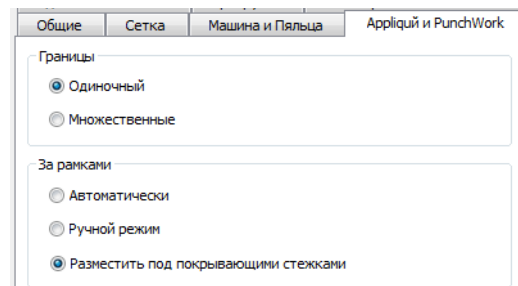 Общие Сетка Машина и Пяльца Appliquй и PunchWork
Границы
Одиночный
Множественные
За рамками
Автоматически
Ручной режим
Разместить под покрывающими стежками